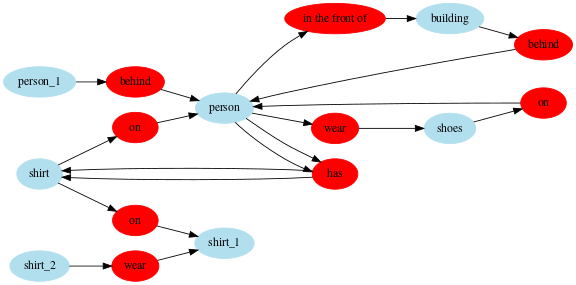 in the front of
building
behind
person_1
behind
person
on
on
wear
shoes
shirt
has
on
shirt_1
shirt_2
wear